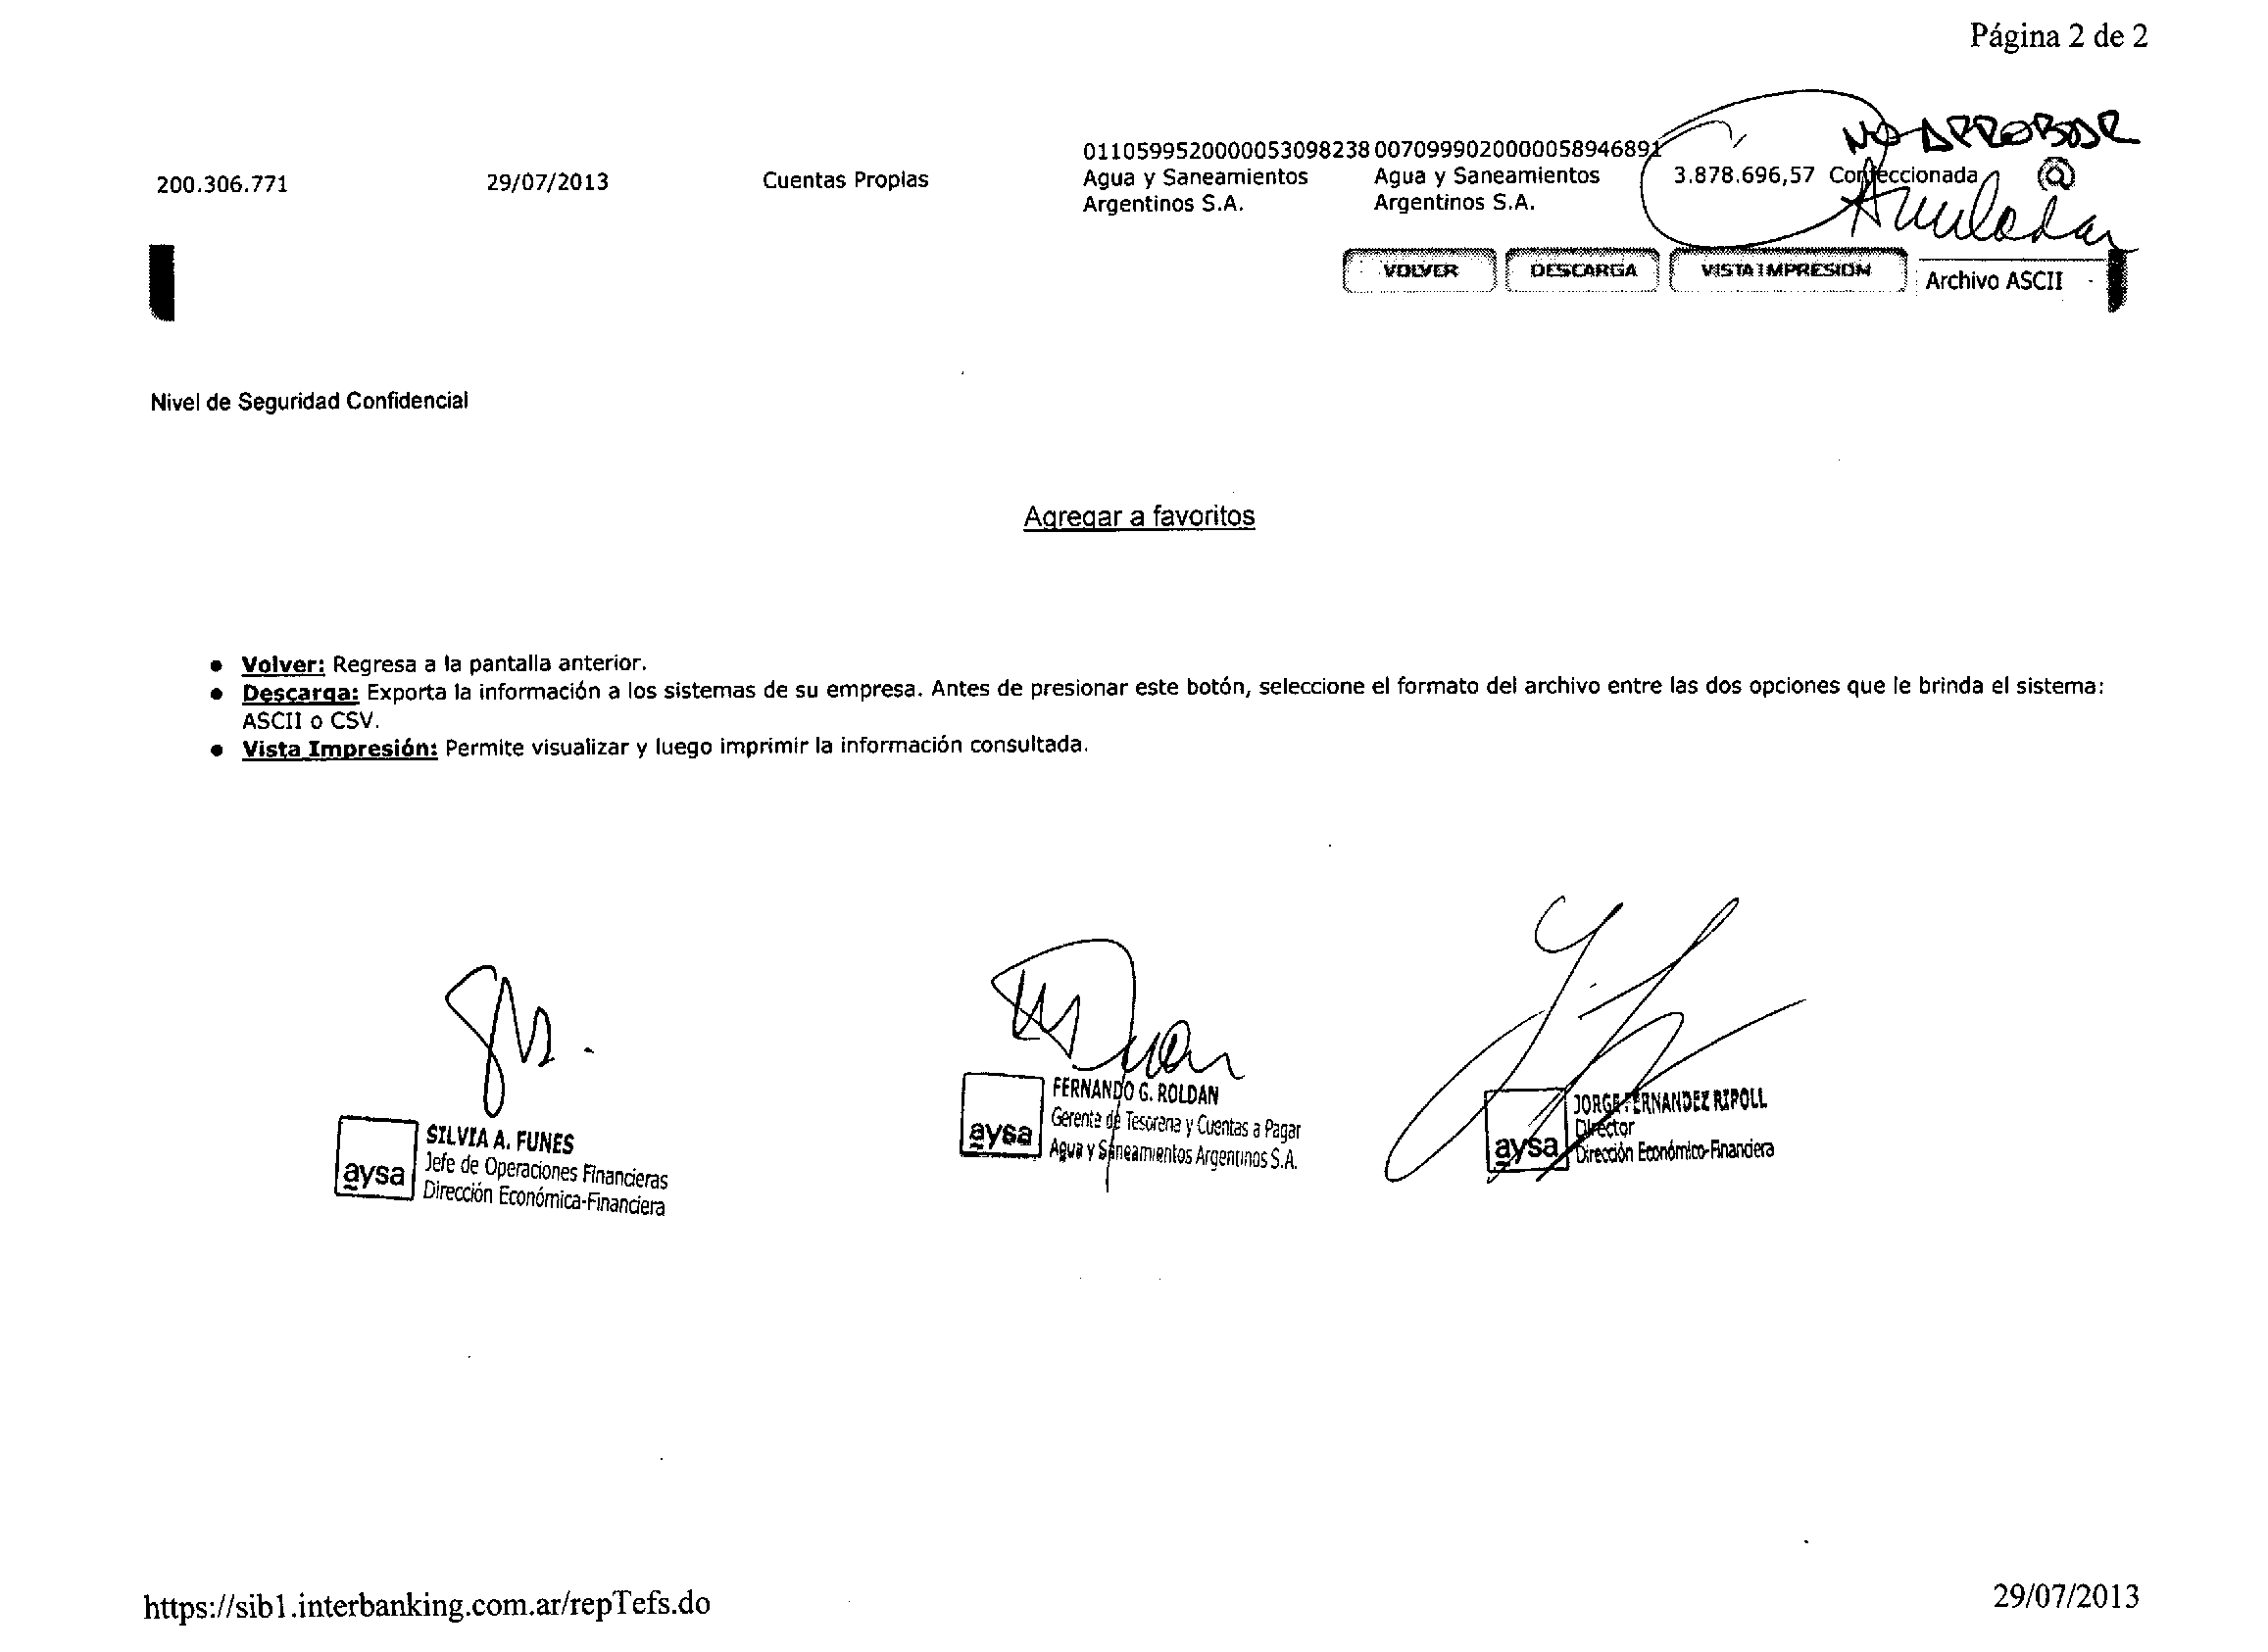 Página 2 de 2
NO APROBAR
0110599520000053098238 0070999020000058946891
200.306.771 29/07/2013 Cuentas Propias Agua y Saneamientos Agua y Saneamientos 3.878.696,57 Confeccionada @
Argentinos S.A. Argentinos S.A.
Anulada
VOLVER DESCARGA VISTA IMPRESION Archivo ASCII
Nivel de Seguridad Confidencial
Agregar a favoritos
• Volver: Regresa a la pantalla anterior.
• Descarga: Exporta la información a los sistemas de su empresa. Antes de presionar este botón, seleccione el formato del archivo entre las dos opciones que le brinda el sistema:
ASCII o CSV.
• Vista Impresión: Permite visualizar y luego imprimir la información consultada.
aysa
SILVIA A. FUNES
Jefe de Operaciones Financieras
Dirección Económica-Financiera
aysa
FERNANDO G. ROLDAN
Gerente de Tesorería y Cuentas a Pagar
Agua y Saneamientos Argentinos S.A.
aysa
JORGE FERNANDEZ RIPOLL
Director
Dirección Económico-Financiera
https://sib1.interbanking.com.ar/repTefs.do 29/07/2013